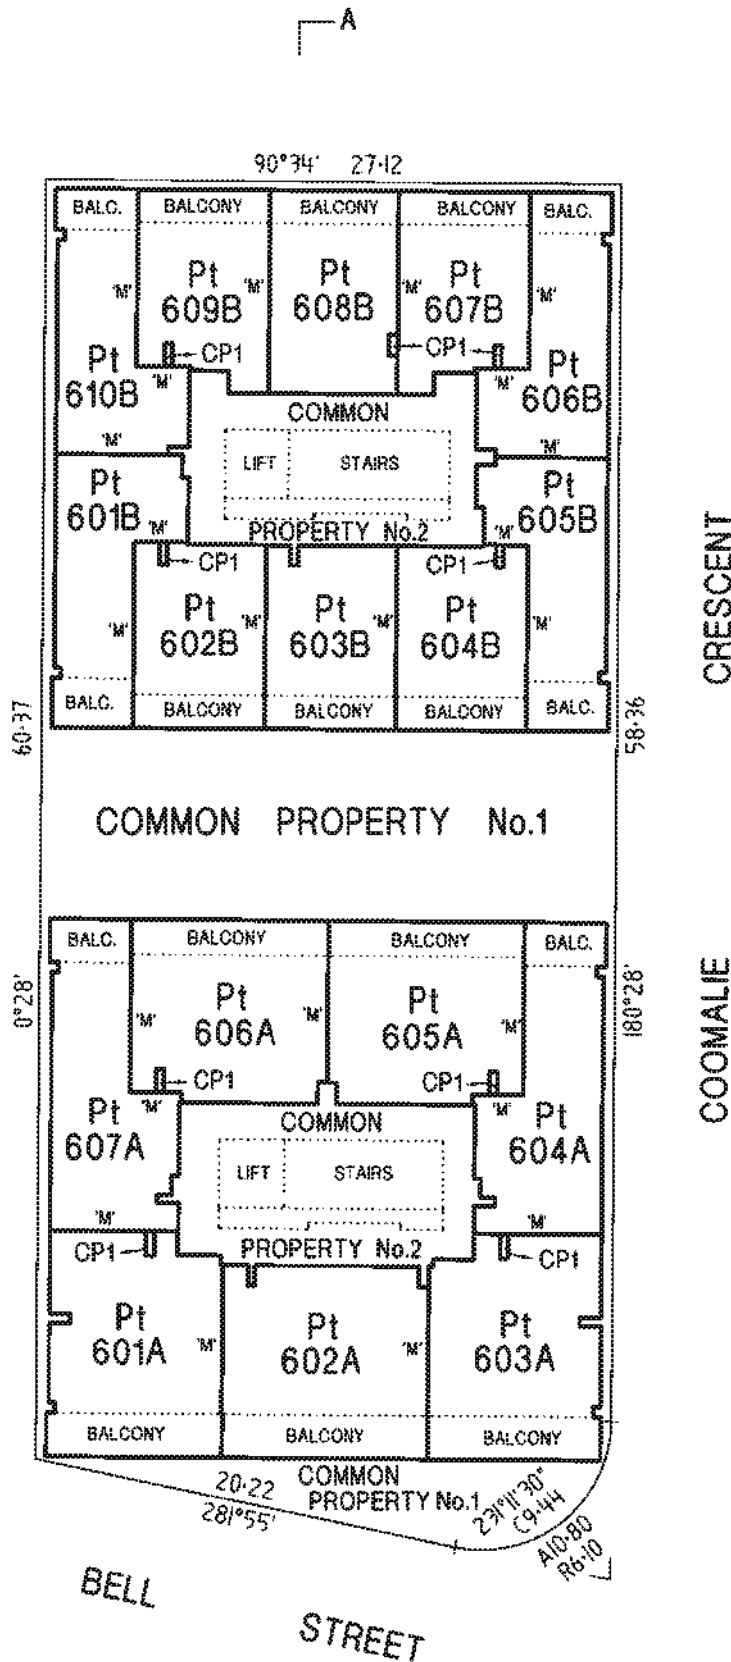 A
90°34' 27·12
BALC. BALCONY BALCONY BALCONY BALC.
Pt 609B
Pt 608B
Pt 607B
'M' 'M' 'M' 'M'
CP1 CP1
Pt 610B
'M' 'M'
Pt 606B
COMMON
'M' 'M'
LIFT STAIRS
Pt 601B
Pt 605B
'M' 'M'
PROPERTY No.2
CP1 CP1
Pt 602B
Pt 603B
Pt 604B
'M' 'M' 'M' 'M'
BALC. BALCONY BALCONY BALCONY BALC.
60·37
58·36
CRESCENT
COMMON PROPERTY No.1
BALC. BALCONY BALCONY BALC.
Pt 606A
Pt 605A
'M' 'M' 'M'
0°28'
180°28'
COOMALIE
CP1 CP1
'M' 'M'
Pt 607A
COMMON
Pt 604A
LIFT STAIRS
'M' 'M'
CP1 PROPERTY No.2 CP1
Pt 601A
Pt 602A
Pt 603A
'M' 'M'
BALCONY BALCONY BALCONY
20·22
281°55'
COMMON
PROPERTY No.1
231°11'30"
C9·44
A10·80
R6·10
BELL
STREET